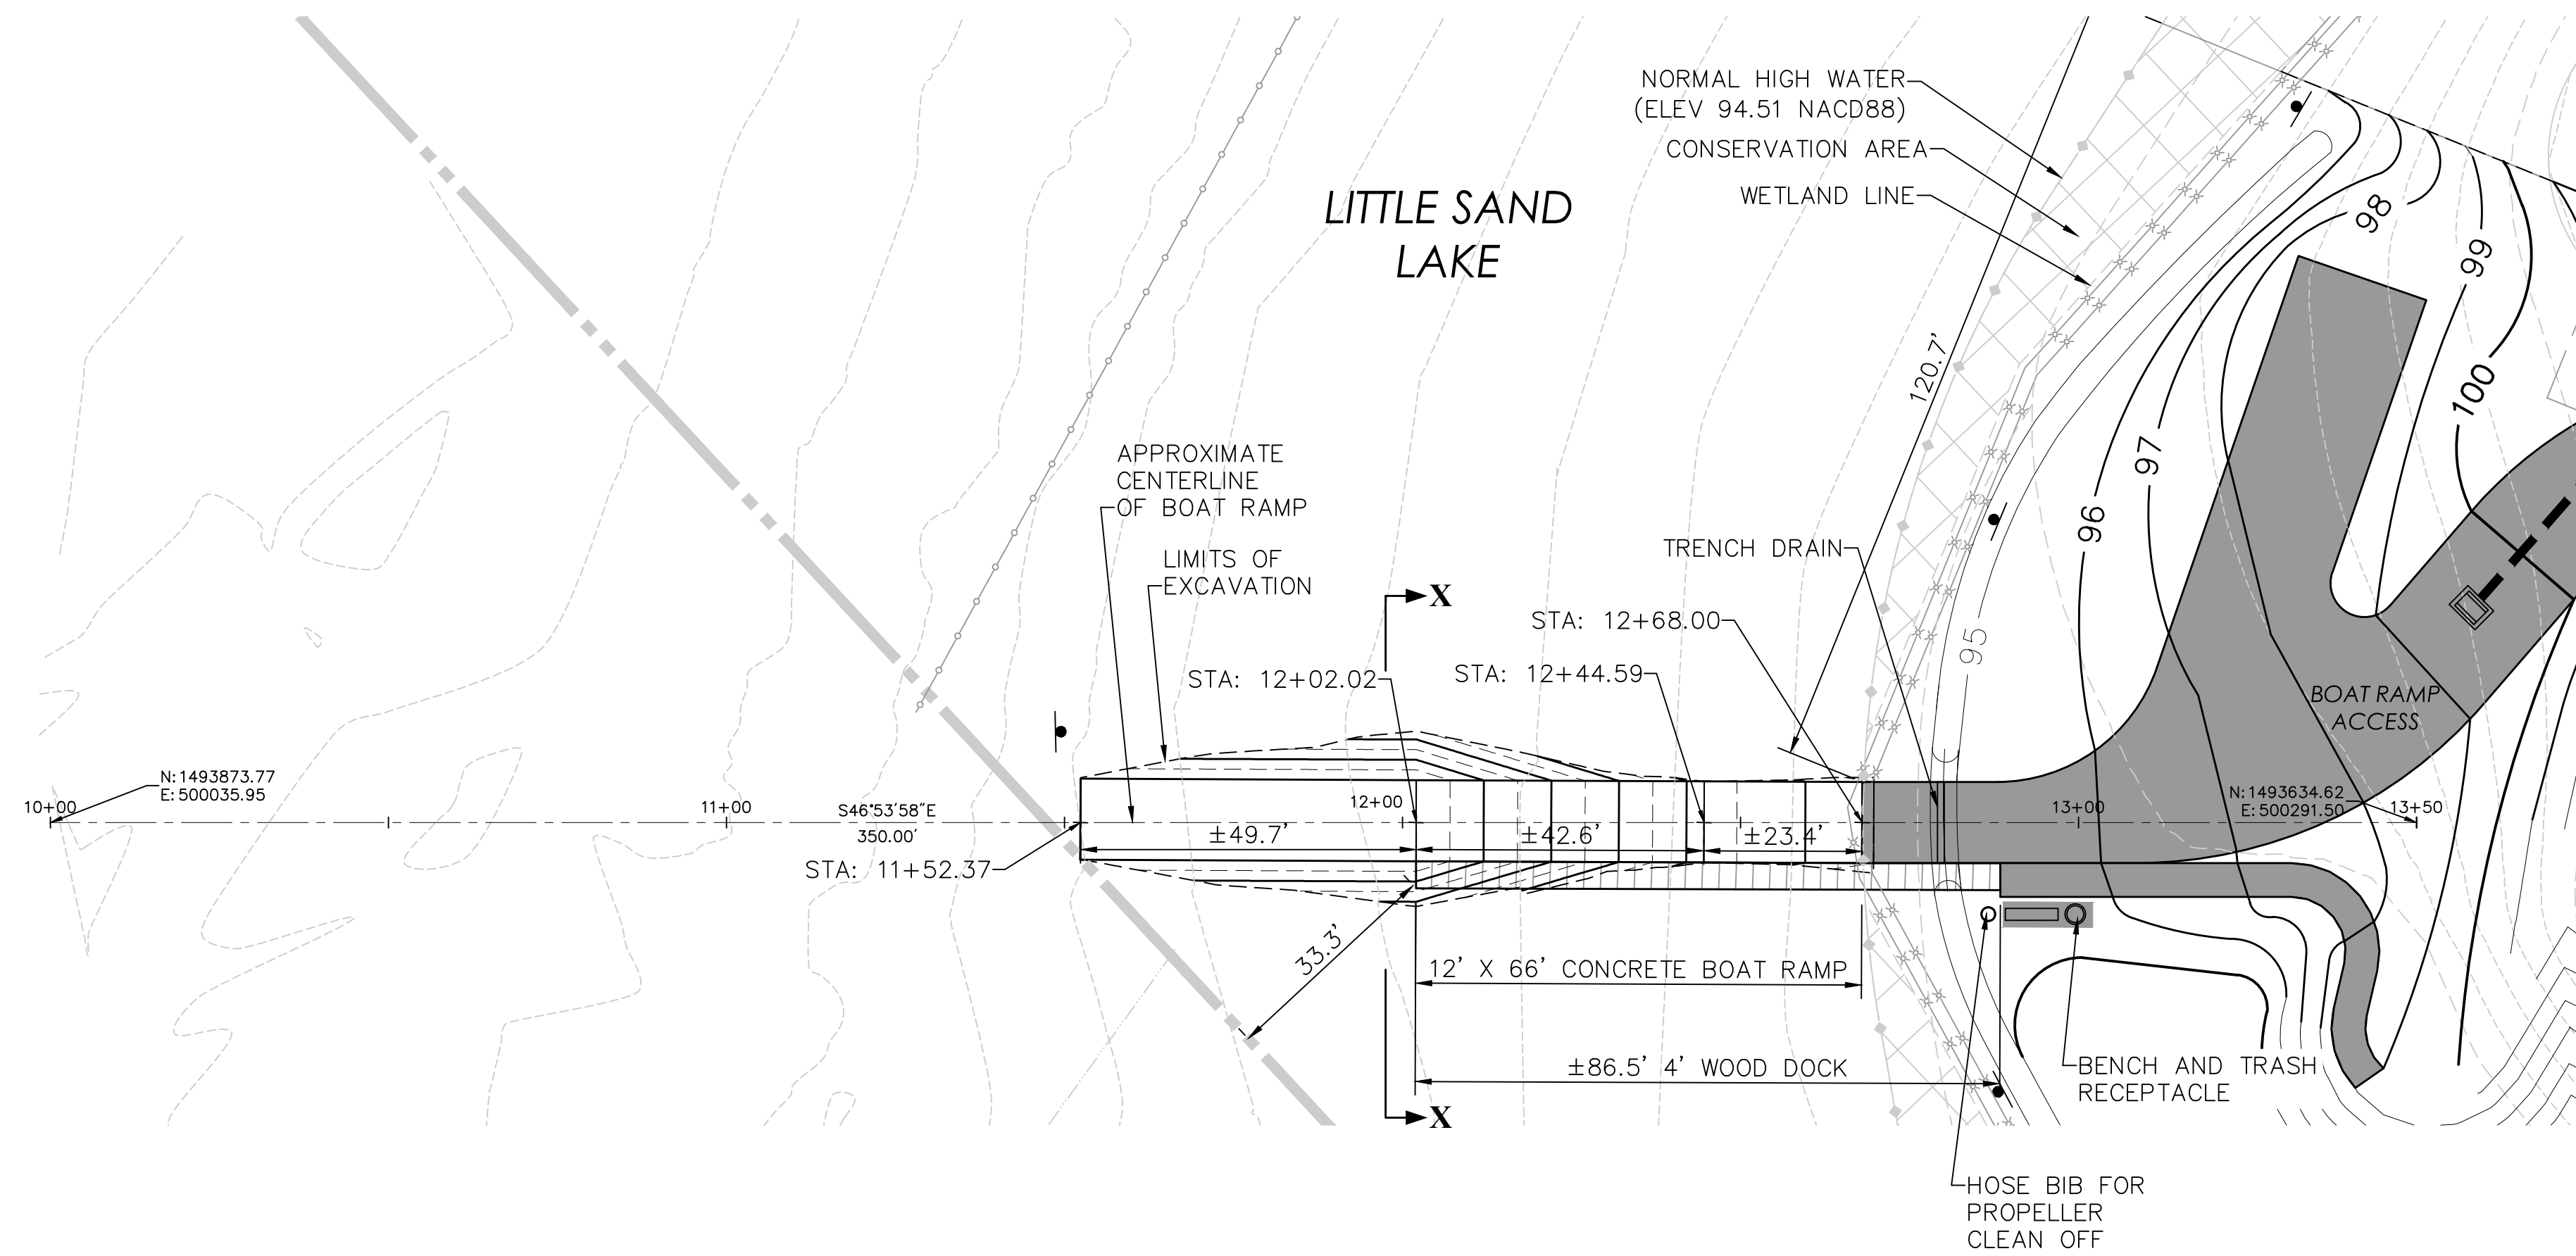 NORMAL HIGH WATER
(ELEV 94.51 NACD88)
CONSERVATION AREA
WETLAND LINE
LITTLE SAND
LAKE
98
99
100
120.7'
97
96
95
APPROXIMATE
CENTERLINE
OF BOAT RAMP
LIMITS OF
EXCAVATION
TRENCH DRAIN
X
STA: 12+68.00
STA: 12+02.02
STA: 12+44.59
BOAT RAMP
ACCESS
N:1493873.77
E:500035.95
10+00
11+00
S46°53'58"E
350.00'
12+00
13+00
N:1493634.62
E:500291.50
13+50
±49.7'
±42.6'
±23.4'
STA: 11+52.37
33.3'
12' X 66' CONCRETE BOAT RAMP
±86.5' 4' WOOD DOCK
X
BENCH AND TRASH
RECEPTACLE
HOSE BIB FOR
PROPELLER
CLEAN OFF